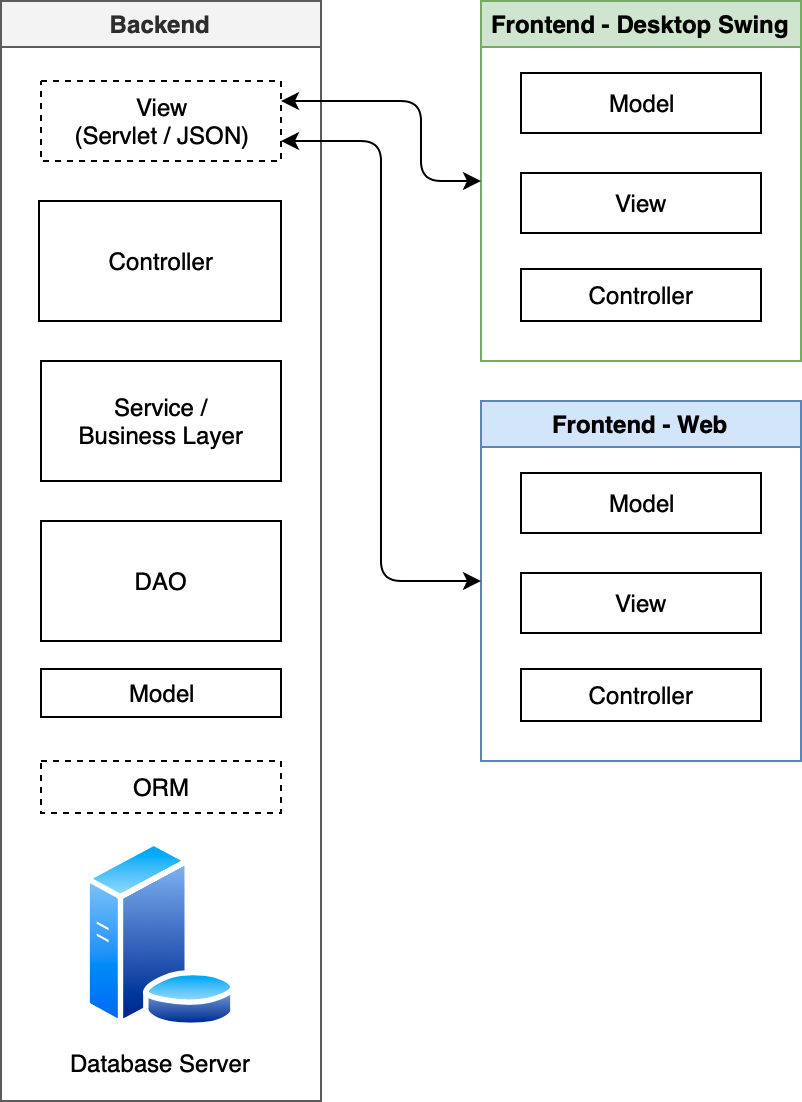 Backend
View
(Servlet / JSON)
Controller
Service /
Business Layer
DAO
Model
ORM
Database Server
Frontend - Desktop Swing
Model
View
Controller
Frontend - Web
Model
View
Controller